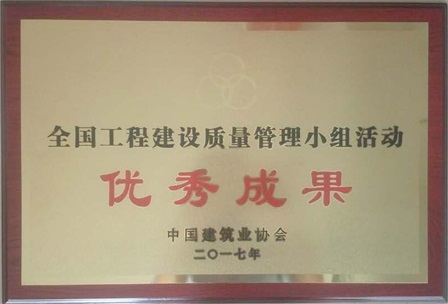 全国工程建设质量管理小组活动
优秀成果
中国建筑业协会
二〇一七年